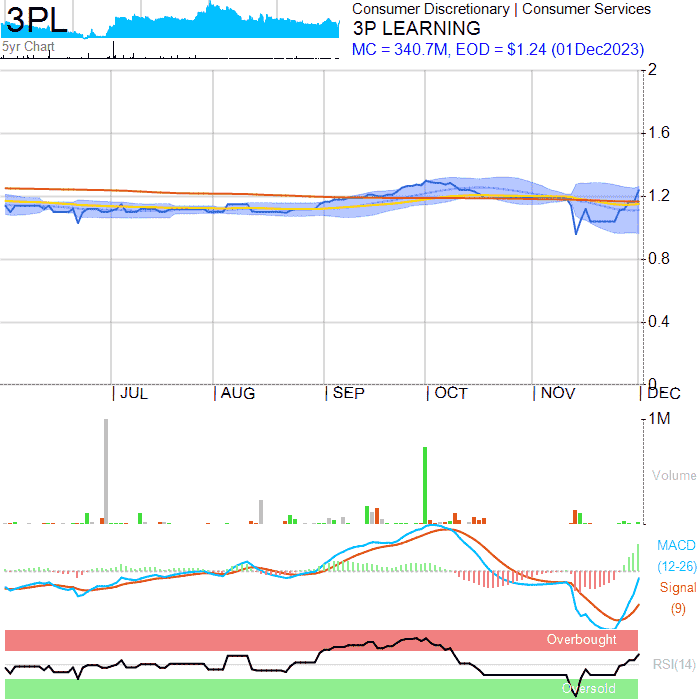 3PL
5yr Chart
Consumer Discretionary | Consumer Services
3P LEARNING
MC = 340.7M, EOD = $1.24 (01Dec2023)
2
1.6
1.2
0.8
0.4
0
JUL
AUG
SEP
OCT
NOV
DEC
1M
Volume
MACD
(12-26)
Signal
(9)
Overbought
RSI(14)
Oversold